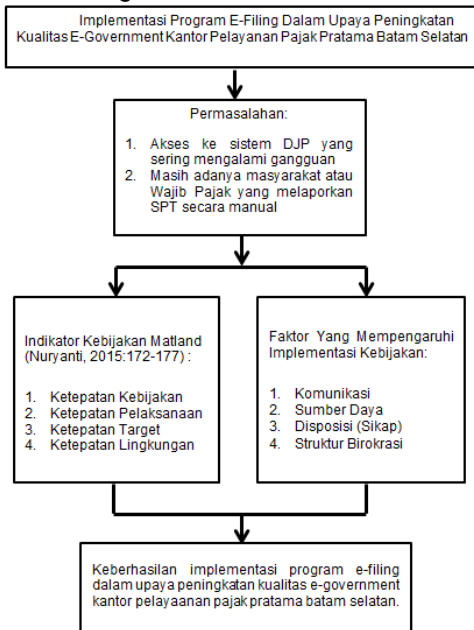 Implementasi Program E-Filing Dalam Upaya Peningkatan
Kualitas E-Government Kantor Pelayanan Pajak Pratama Batam Selatan
Permasalahan:
1. Akses ke sistem DJP yang
sering mengalami gangguan
2. Masih adanya masyarakat atau
Wajib Pajak yang melaporkan
SPT secara manual
Indikator Kebijakan Matland
(Nuryanti, 2015:172-177) :
1. Ketepatan Kebijakan
2. Ketepatan Pelaksanaan
3. Ketepatan Target
4. Ketepatan Lingkungan
Faktor Yang Mempengaruhi
Implementasi Kebijakan:
1. Komunikasi
2. Sumber Daya
3. Disposisi (Sikap)
4. Struktur Birokrasi
Keberhasilan implementasi program e-filing
dalam upaya peningkatan kualitas e-government
kantor pelayaanan pajak pratama batam selatan.